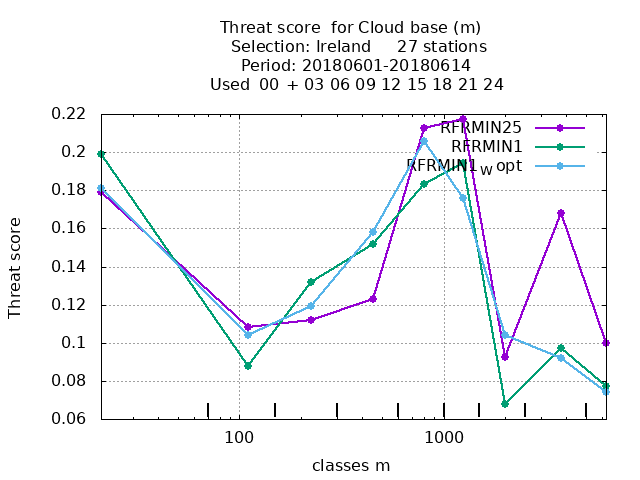 Threat score for Cloud base (m)
Selection: Ireland 27 stations
Period: 20180601-20180614
Used 00 + 03 06 09 12 15 18 21 24
RFRMIN25
RFRMIN1
RFRMIN1wopt
0.22
0.2
0.18
0.16
0.14
0.12
0.1
0.08
0.06
Threat score
100 1000
classes m